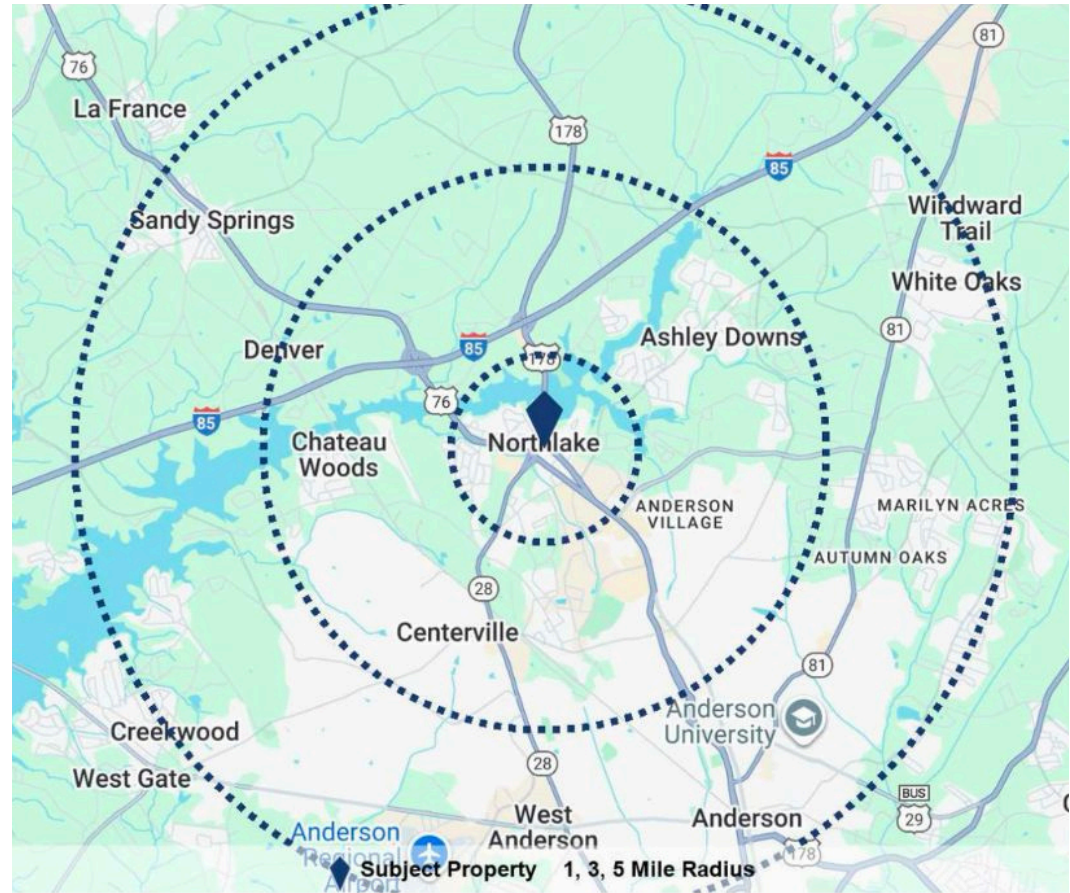 81
76
La France
178
85
Sandy Springs
Windward
Trail
White Oaks
81
Denver
85
Ashley Downs
178
76
85
Chateau
Woods
Northlake
ANDERSON
VILLAGE
MARILYN ACRES
AUTUMN OAKS
28
Centerville
81
Anderson
University
Creekwood
West Gate
28
BUS
29
West
Anderson
Anderson
Anderson
Regional
Airport
178
Subject Property 1, 3, 5 Mile Radius